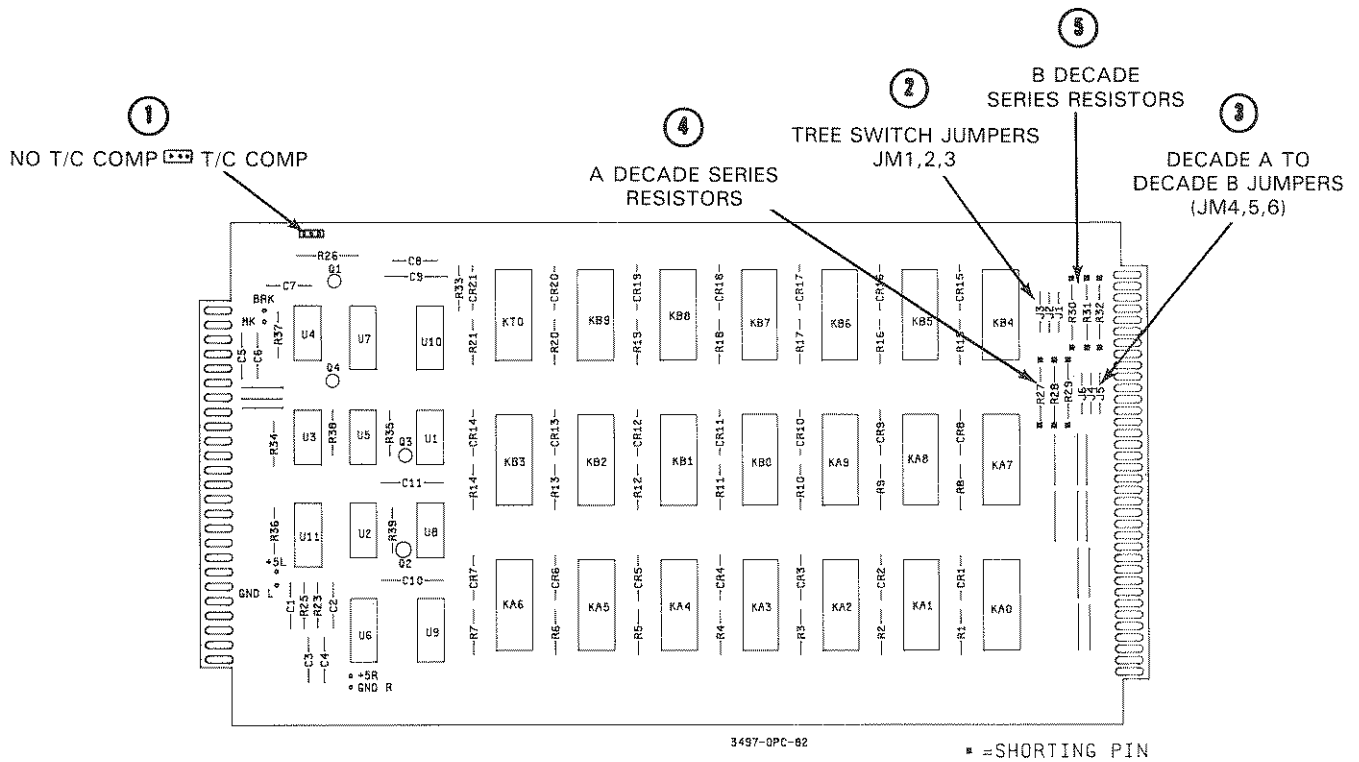 5
B DECADE
SERIES RESISTORS
2
TREE SWITCH JUMPERS
JM1,2,3
3
DECADE A TO
DECADE B JUMPERS
(JM4,5,6)
4
A DECADE SERIES
RESISTORS
1
NO T/C COMP T/C COMP
R26
Q1
C8
C9
C7
BRK
MK
R37
C5
C6
U4
U7
U10
Q4
R33
CR21
R21
KT0
CR20
R20
KB9
CR19
R19
KB8
CR18
R18
KB7
CR17
R17
KB6
CR16
R16
KB5
CR15
R15
KB4
J3
J2
J1
R30
R31
R32
R27
R28
R29
J6
J4
J5
R34
U3
R38
U5
R35
Q3
U1
C11
CR14
R14
KB3
CR13
R13
KB2
CR12
R12
KB1
CR11
R11
KB0
CR10
R10
KA9
CR9
R9
KA8
CR8
R8
KA7
R36
U11
U2
R39
Q2
U8
C10
+5L
GND L
C1
R25
R23
C2
C3
C4
U6
U9
+5R
GND R
CR7
R7
KA6
CR6
R6
KA5
CR5
R5
KA4
CR4
R4
KA3
CR3
R3
KA2
CR2
R2
KA1
CR1
R1
KA0
3497-OPC-82
=SHORTING PIN